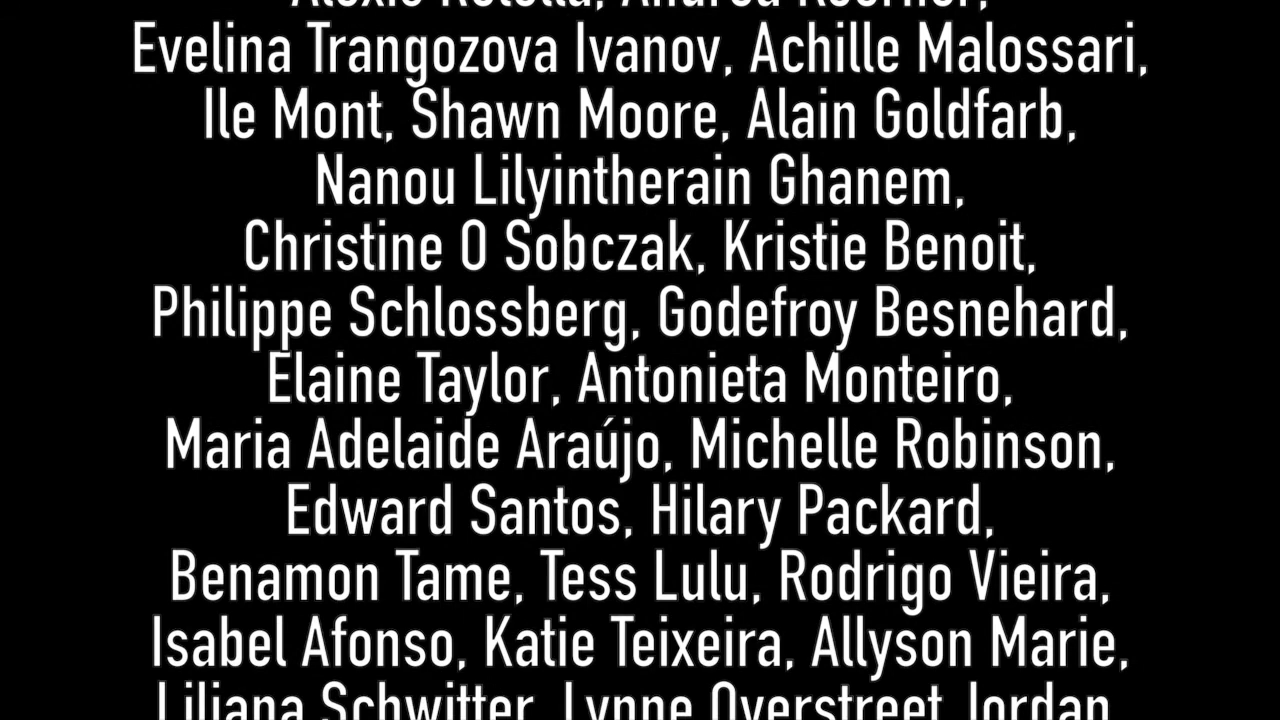 Evelina Trangozova Ivanov, Achille Malossari,
Ile Mont, Shawn Moore, Alain Goldfarb,
Nanou Lilyintherain Ghanem,
Christine O Sobczak, Kristie Benoit,
Philippe Schlossberg, Godefroy Besnehard,
Elaine Taylor, Antonieta Monteiro,
Maria Adelaide Araújo, Michelle Robinson,
Edward Santos, Hilary Packard,
Benamon Tame, Tess Lulu, Rodrigo Vieira,
Isabel Afonso, Katie Teixeira, Allyson Marie,
Liliana Schwitter, Lynne Overstreet Jordan,